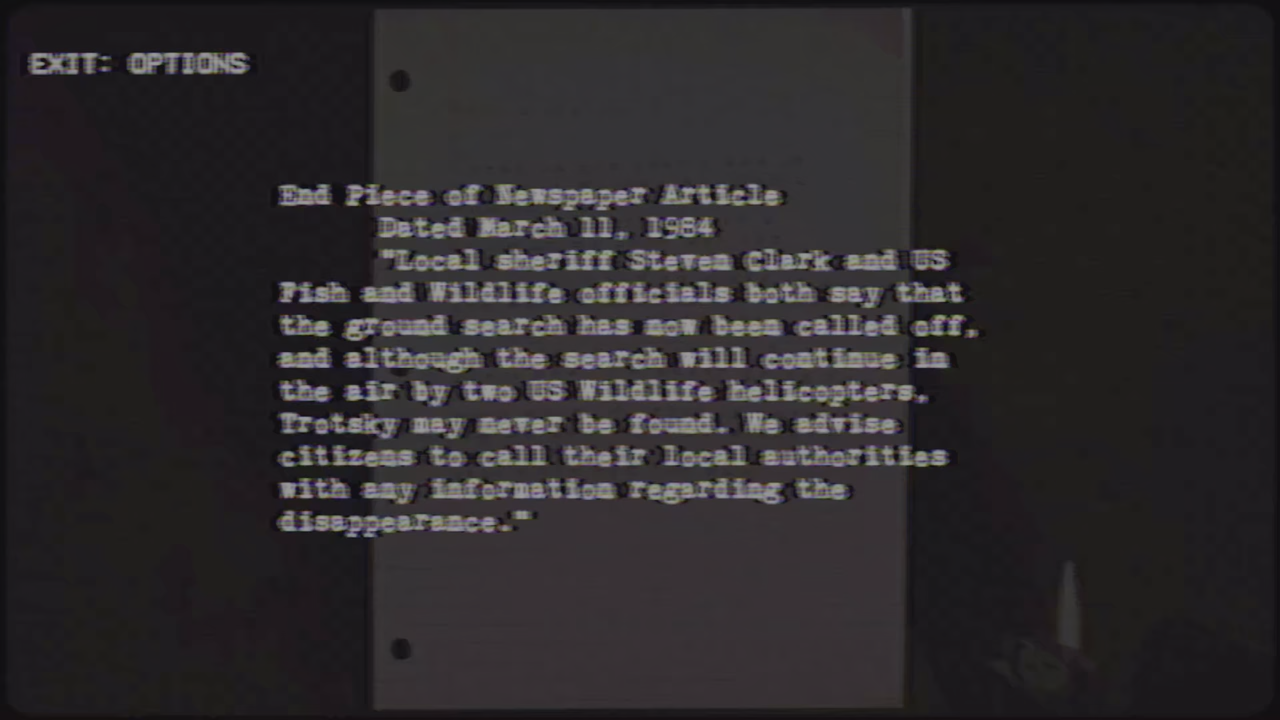 EXIT: OPTIONS
End Piece of Newspaper Article
Dated March 11, 1984
"Local sheriff Steven Clark and US
Fish and Wildlife officials both say that
the ground search has now been called off,
and although the search will continue in
the air by two US Wildlife helicopters,
Trotsky may never be found. We advise
citizens to call their local authorities
with any information regarding the
disappearance."